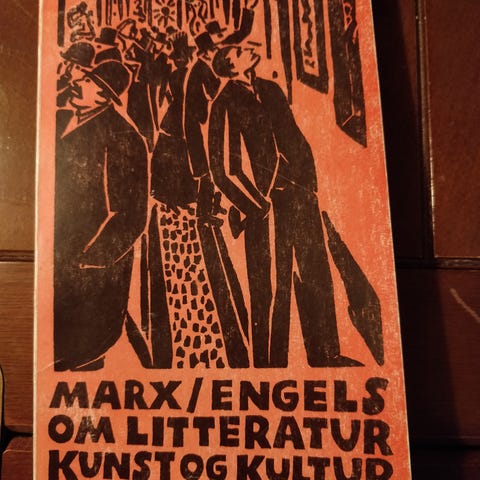 MARX/ENGELS
OM LITTERATUR
KUNST OG KULTUR